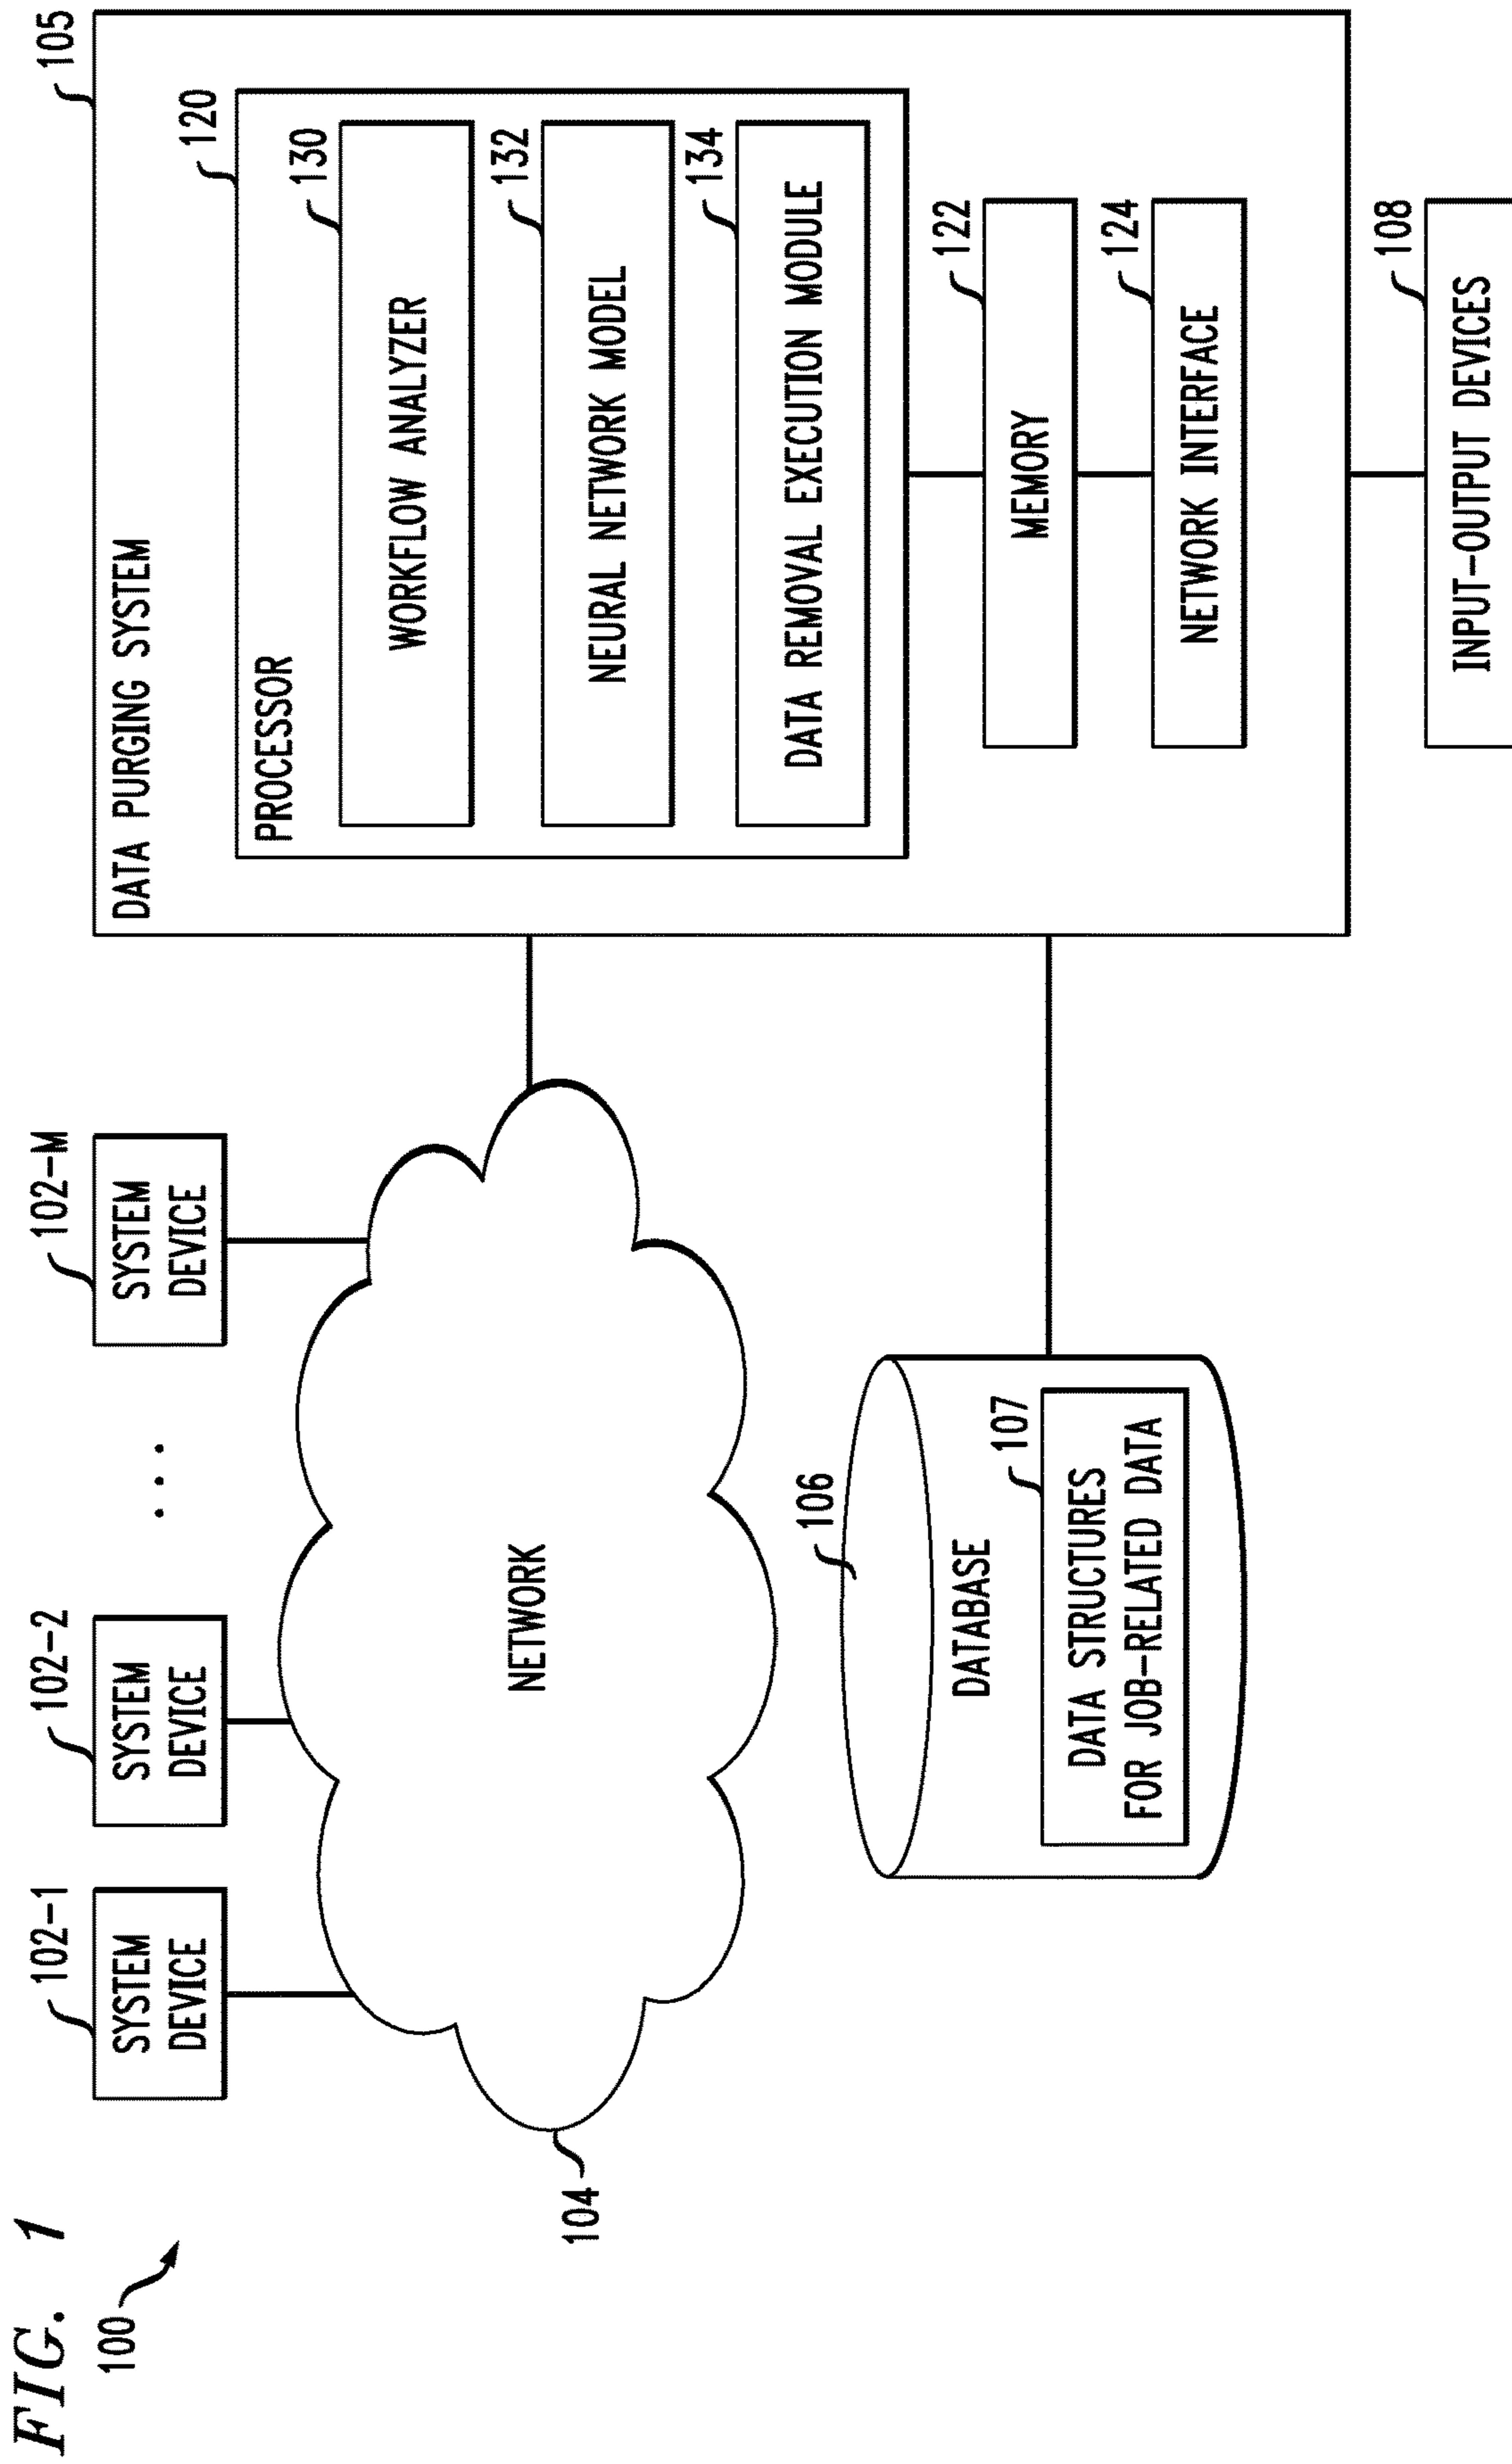 FIG. 1
100
102-1
SYSTEM
DEVICE
102-2
SYSTEM
DEVICE
. . .
102-M
SYSTEM
DEVICE
NETWORK
104
106
DATABASE
107
DATA STRUCTURES
FOR JOB-RELATED DATA
105
DATA PURGING SYSTEM
120
PROCESSOR
130
WORKFLOW ANALYZER
132
NEURAL NETWORK MODEL
134
DATA REMOVAL EXECUTION MODULE
122
MEMORY
124
NETWORK INTERFACE
108
INPUT-OUTPUT DEVICES